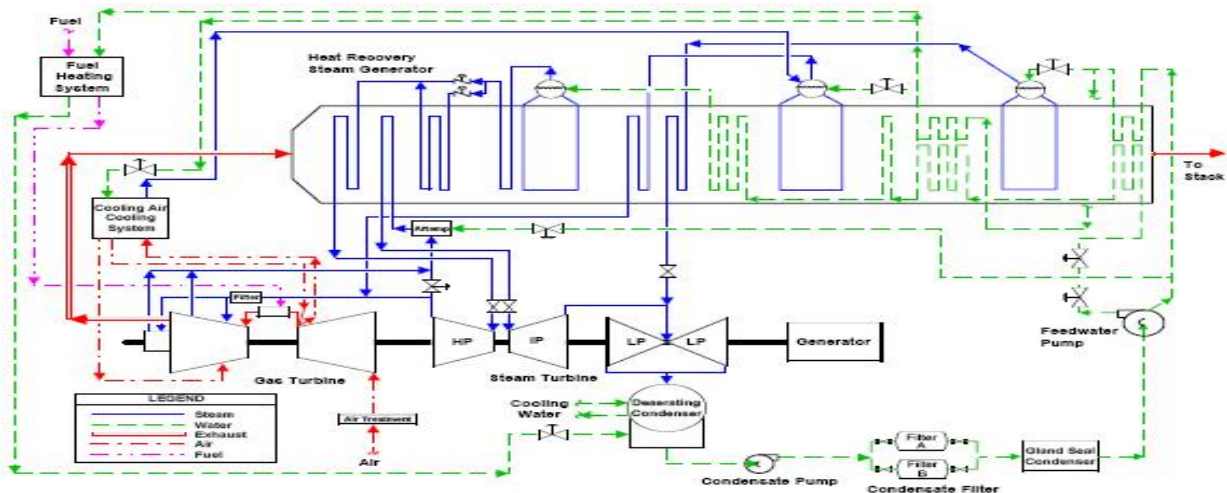 Fuel
Fuel
Heating
System
Heat Recovery
Steam Generator
To
Stack
Cooling Air
Cooling
System
Attemp
Filter
HP
IP
LP
LP
Generator
Feedwater
Pump
Gas Turbine
Steam Turbine
LEGEND
Steam
Water
Exhaust
Air
Fuel
Air Treatment
Air
Cooling
Water
Deaerating
Condenser
Condensate Pump
Filter
A
Filter
B
Condensate Filter
Gland Seal
Condenser